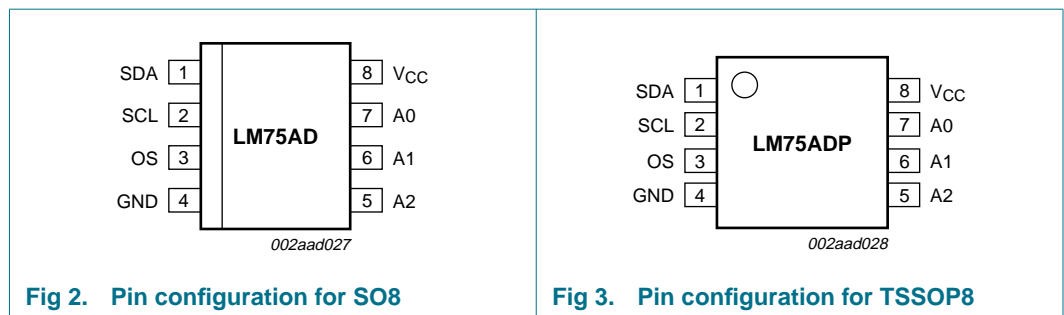 SDA 1 8 VCC
SCL 2 7 A0
LM75AD
OS 3 6 A1
GND 4 5 A2
002aad027
Fig 2. Pin configuration for SO8
SDA 1 8 VCC
SCL 2 7 A0
LM75ADP
OS 3 6 A1
GND 4 5 A2
002aad028
Fig 3. Pin configuration for TSSOP8